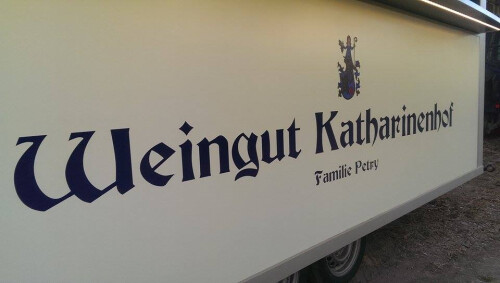 Weingut Katharinenhof
Familie Petry